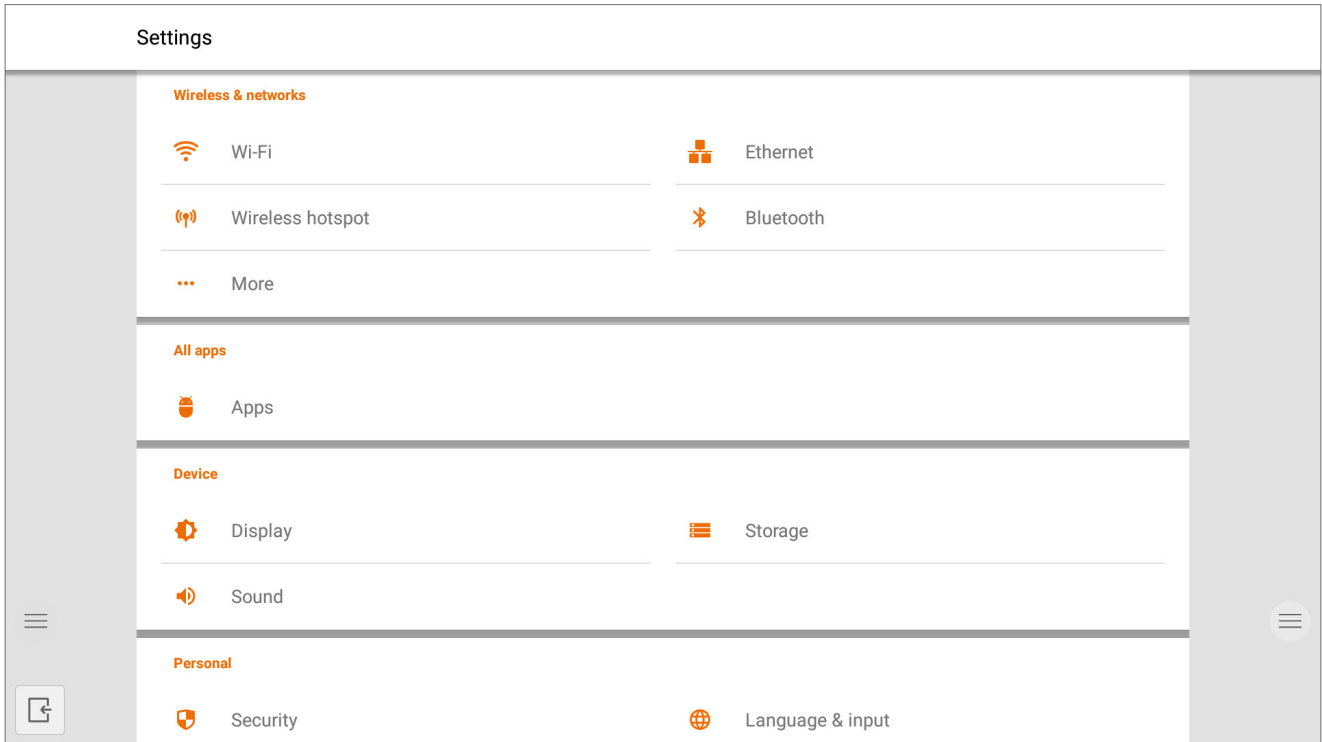 Settings
Wireless & networks
Wi-Fi
Ethernet
Wireless hotspot
Bluetooth
More
All apps
Apps
Device
Display
Storage
Sound
Personal
Security
Language & input